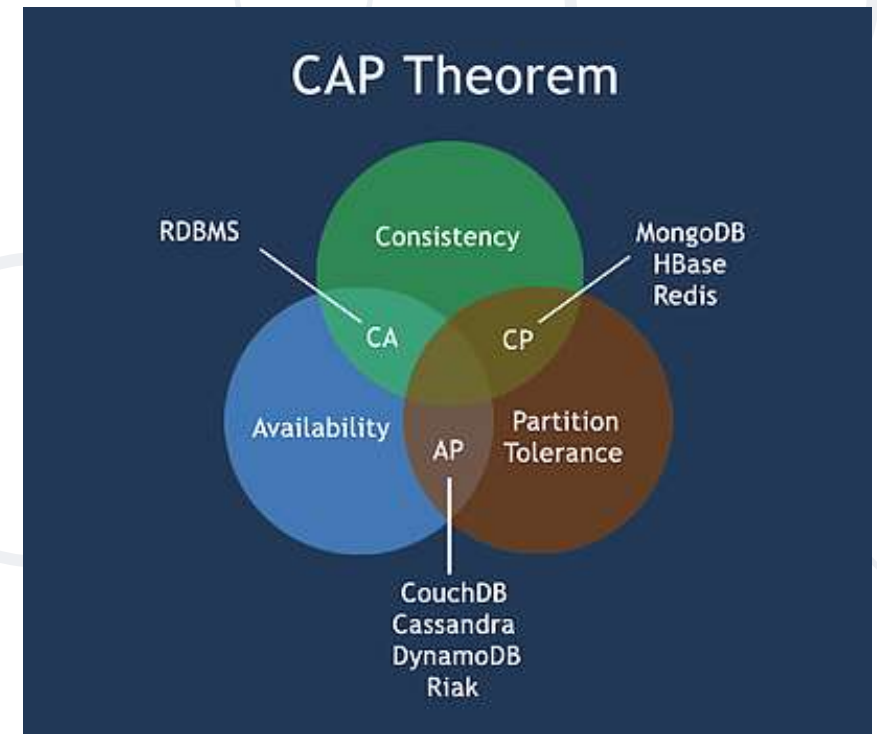 CAP Theorem
RDBMS
Consistency
MongoDB
HBase
Redis
CA
CP
Availability
Partition
Tolerance
AP
CouchDB
Cassandra
DynamoDB
Riak